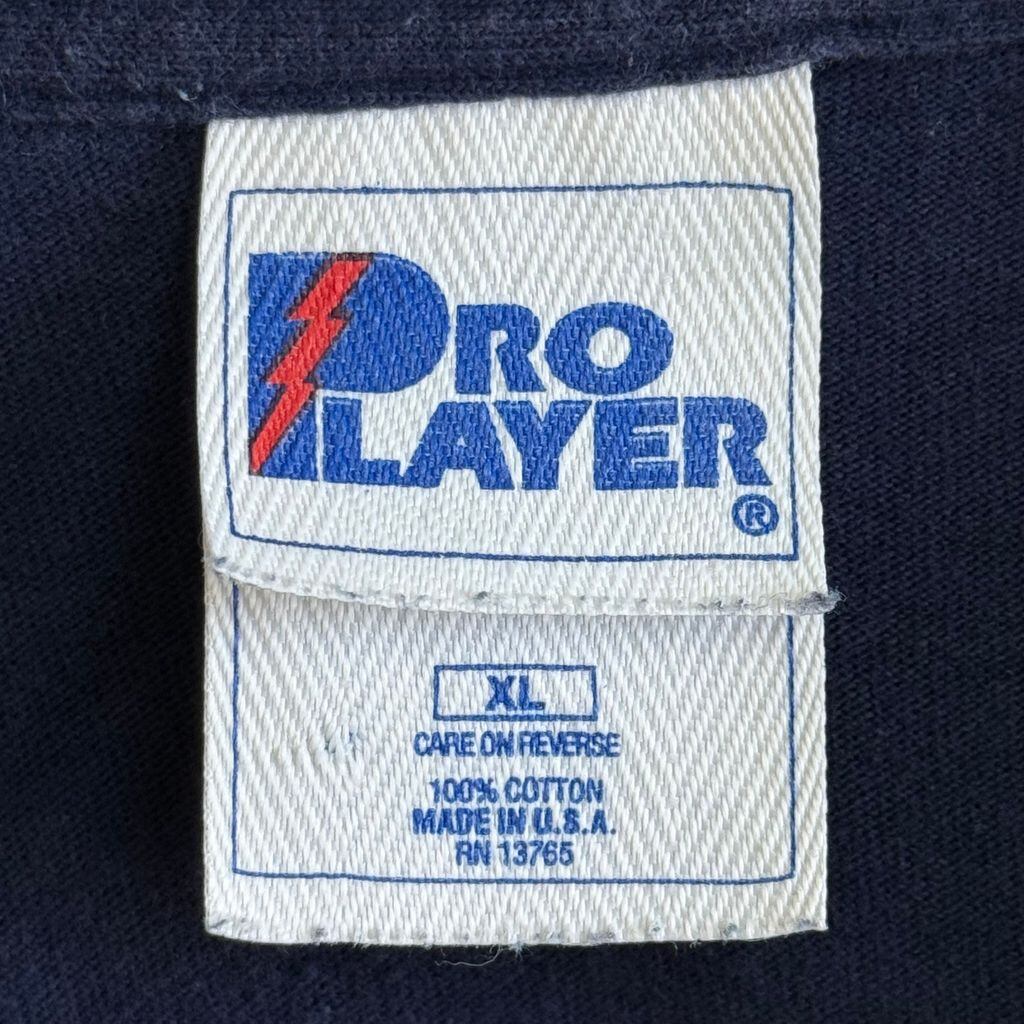 PRO
PLAYER
®
XL
CARE ON REVERSE
100% COTTON
MADE IN U.S.A.
RN 13765